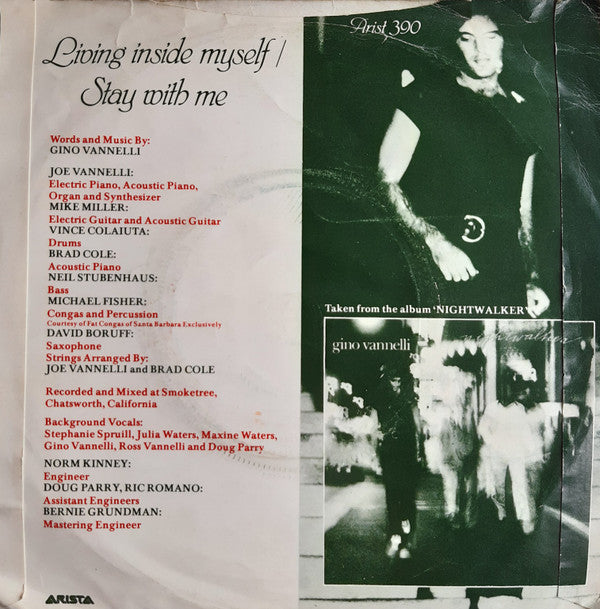 Living inside myself /
Stay with me
Arist 390
Words and Music By:
GINO VANNELLI
JOE VANNELLI:
Electric Piano, Acoustic Piano,
Organ and Synthesizer
MIKE MILLER:
Electric Guitar and Acoustic Guitar
VINCE COLAIUTA:
Drums
BRAD COLE:
Acoustic Piano
NEIL STUBENHAUS:
Bass
MICHAEL FISHER:
Congas and Percussion
Courtesy of Fat Congas of Santa Barbara Exclusively
DAVID BORUFF:
Saxophone
Strings Arranged By:
JOE VANNELLI and BRAD COLE
Recorded and Mixed at Smoketree,
Chatsworth, California
Background Vocals:
Stephanie Spruill, Julia Waters, Maxine Waters,
Gino Vannelli, Ross Vannelli and Doug Parry
NORM KINNEY:
Engineer
DOUG PARRY, RIC ROMANO:
Assistant Engineers
BERNIE GRUNDMAN:
Mastering Engineer
ARISTA
Taken from the album 'NIGHTWALKER'
gino vannelli
nightwalker